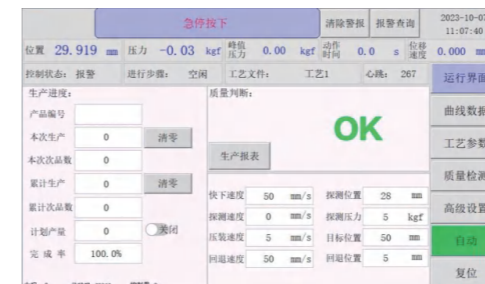 急停按下 清除警报 报警查询 2023-10-07
11:07:40
位置 29.919 mm 压力 -0.03 kgf 峰值压力 0.00 kgf 动作时间 0.0 s 位移速度 0.000 mm
控制状态: 报警 进行步骤: 空闲 工艺文件: 工艺1 心跳: 267 运行界面
生产进度: 质量判断:
产品编号 曲线数据
本次生产 0 清零 OK 工艺参数
本次次品数 0 生产报表
累计生产 0 清零 质量检测
累计次品数 0 快下速度 50 mm/s 探测位置 28 mm 高级设置
计划产量 0 关闭 探测速度 0 mm/s 探测压力 5 kgf
压装速度 5 mm/s 目标位置 50 mm 自动
完成率 100.0% 回退速度 50 mm/s 回退位置 5 mm
复位